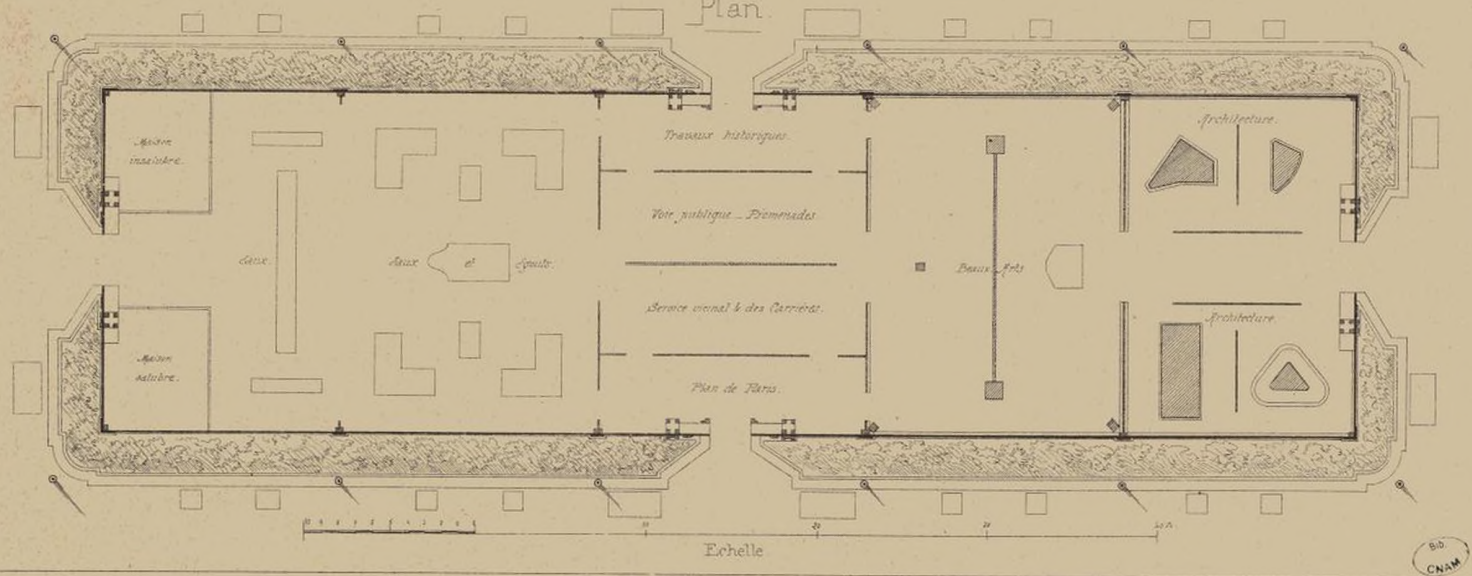 Plan.
Travaux historiques.
Architecture.
Maison
insalubre.
Voie publique _ Promenades
Eaux.
Eaux et Egouts.
Beaux Arts
Service vicinal & des Carrières.
Architecture.
Maison
salubre.
Plan de Paris.
20
Echelle
BIB.
CNAM